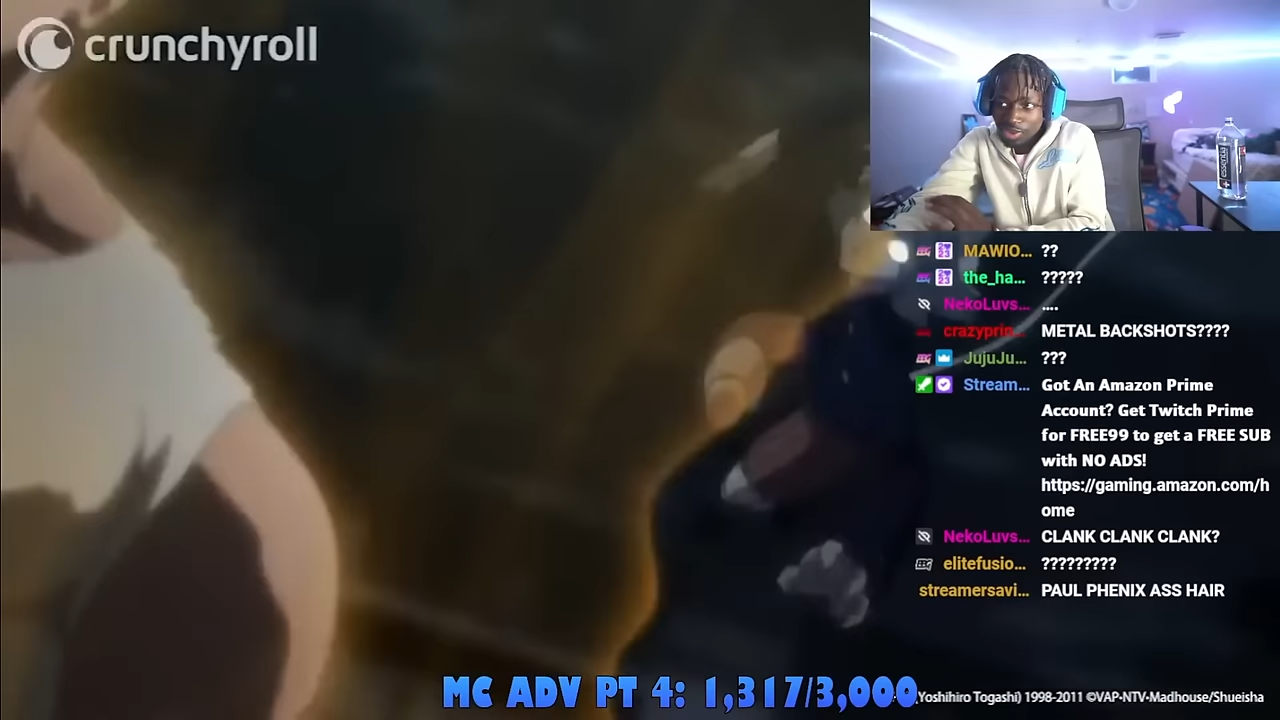 crunchyroll
essentia
MAWIO... ??
the_ha... ?????
NekoLuvs... ....
crazyprin... METAL BACKSHOTS????
JujuJu... ???
Stream... Got An Amazon Prime
Account? Get Twitch Prime
for FREE99 to get a FREE SUB
with NO ADS!
https://gaming.amazon.com/h
ome
NekoLuvs... CLANK CLANK CLANK?
elitefusio... ?????????
streamersavi... PAUL PHENIX ASS HAIR
MC ADV PT 4: 1,317/3,000
Yoshihiro Togashi) 1998-2011 ©VAP•NTV•Madhouse/Shueisha